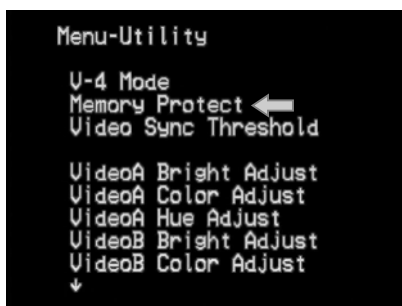 Menu-Utility
V-4 Mode
Memory Protect
Video Sync Threshold
VideoA Bright Adjust
VideoA Color Adjust
VideoA Hue Adjust
VideoB Bright Adjust
VideoB Color Adjust